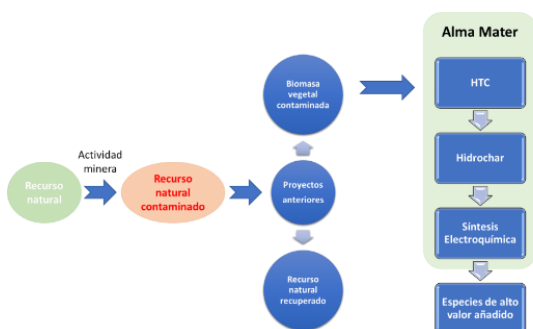 Alma Mater
Biomasa
vegetal
contaminada
HTC
Actividad
minera
Hidrochar
Recurso
natural
Recurso
natural
contaminado
Proyectos
anteriores
Síntesis
Electroquímica
Recurso
natural
recuperado
Especies de alto
valor añadido